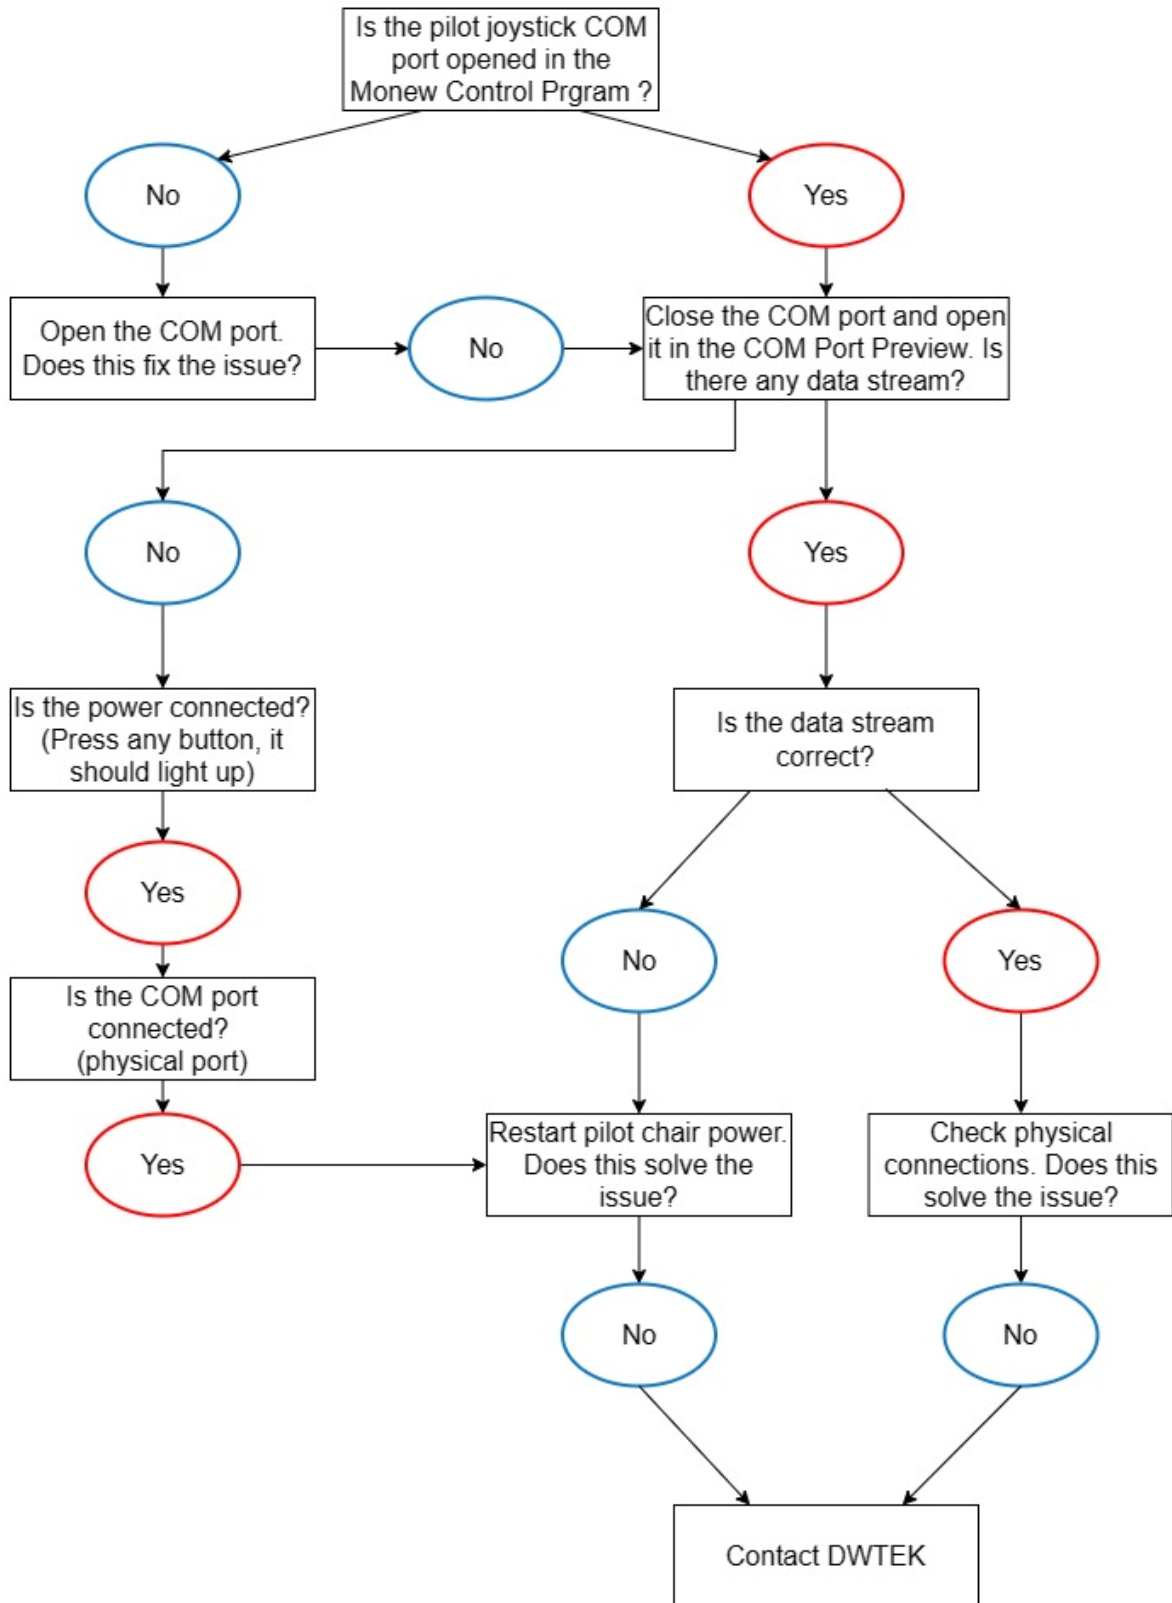 Is the pilot joystick COM
port opened in the
Monew Control Prgram ?
No
Yes
Open the COM port.
Does this fix the issue?
No
Close the COM port and open
it in the COM Port Preview. Is
there any data stream?
No
Yes
Is the power connected?
(Press any button, it
should light up)
Is the data stream
correct?
Yes
No
Yes
Is the COM port
connected?
(physical port)
Yes
Restart pilot chair power.
Does this solve the
issue?
Check physical
connections. Does this
solve the issue?
No
No
Contact DWTEK